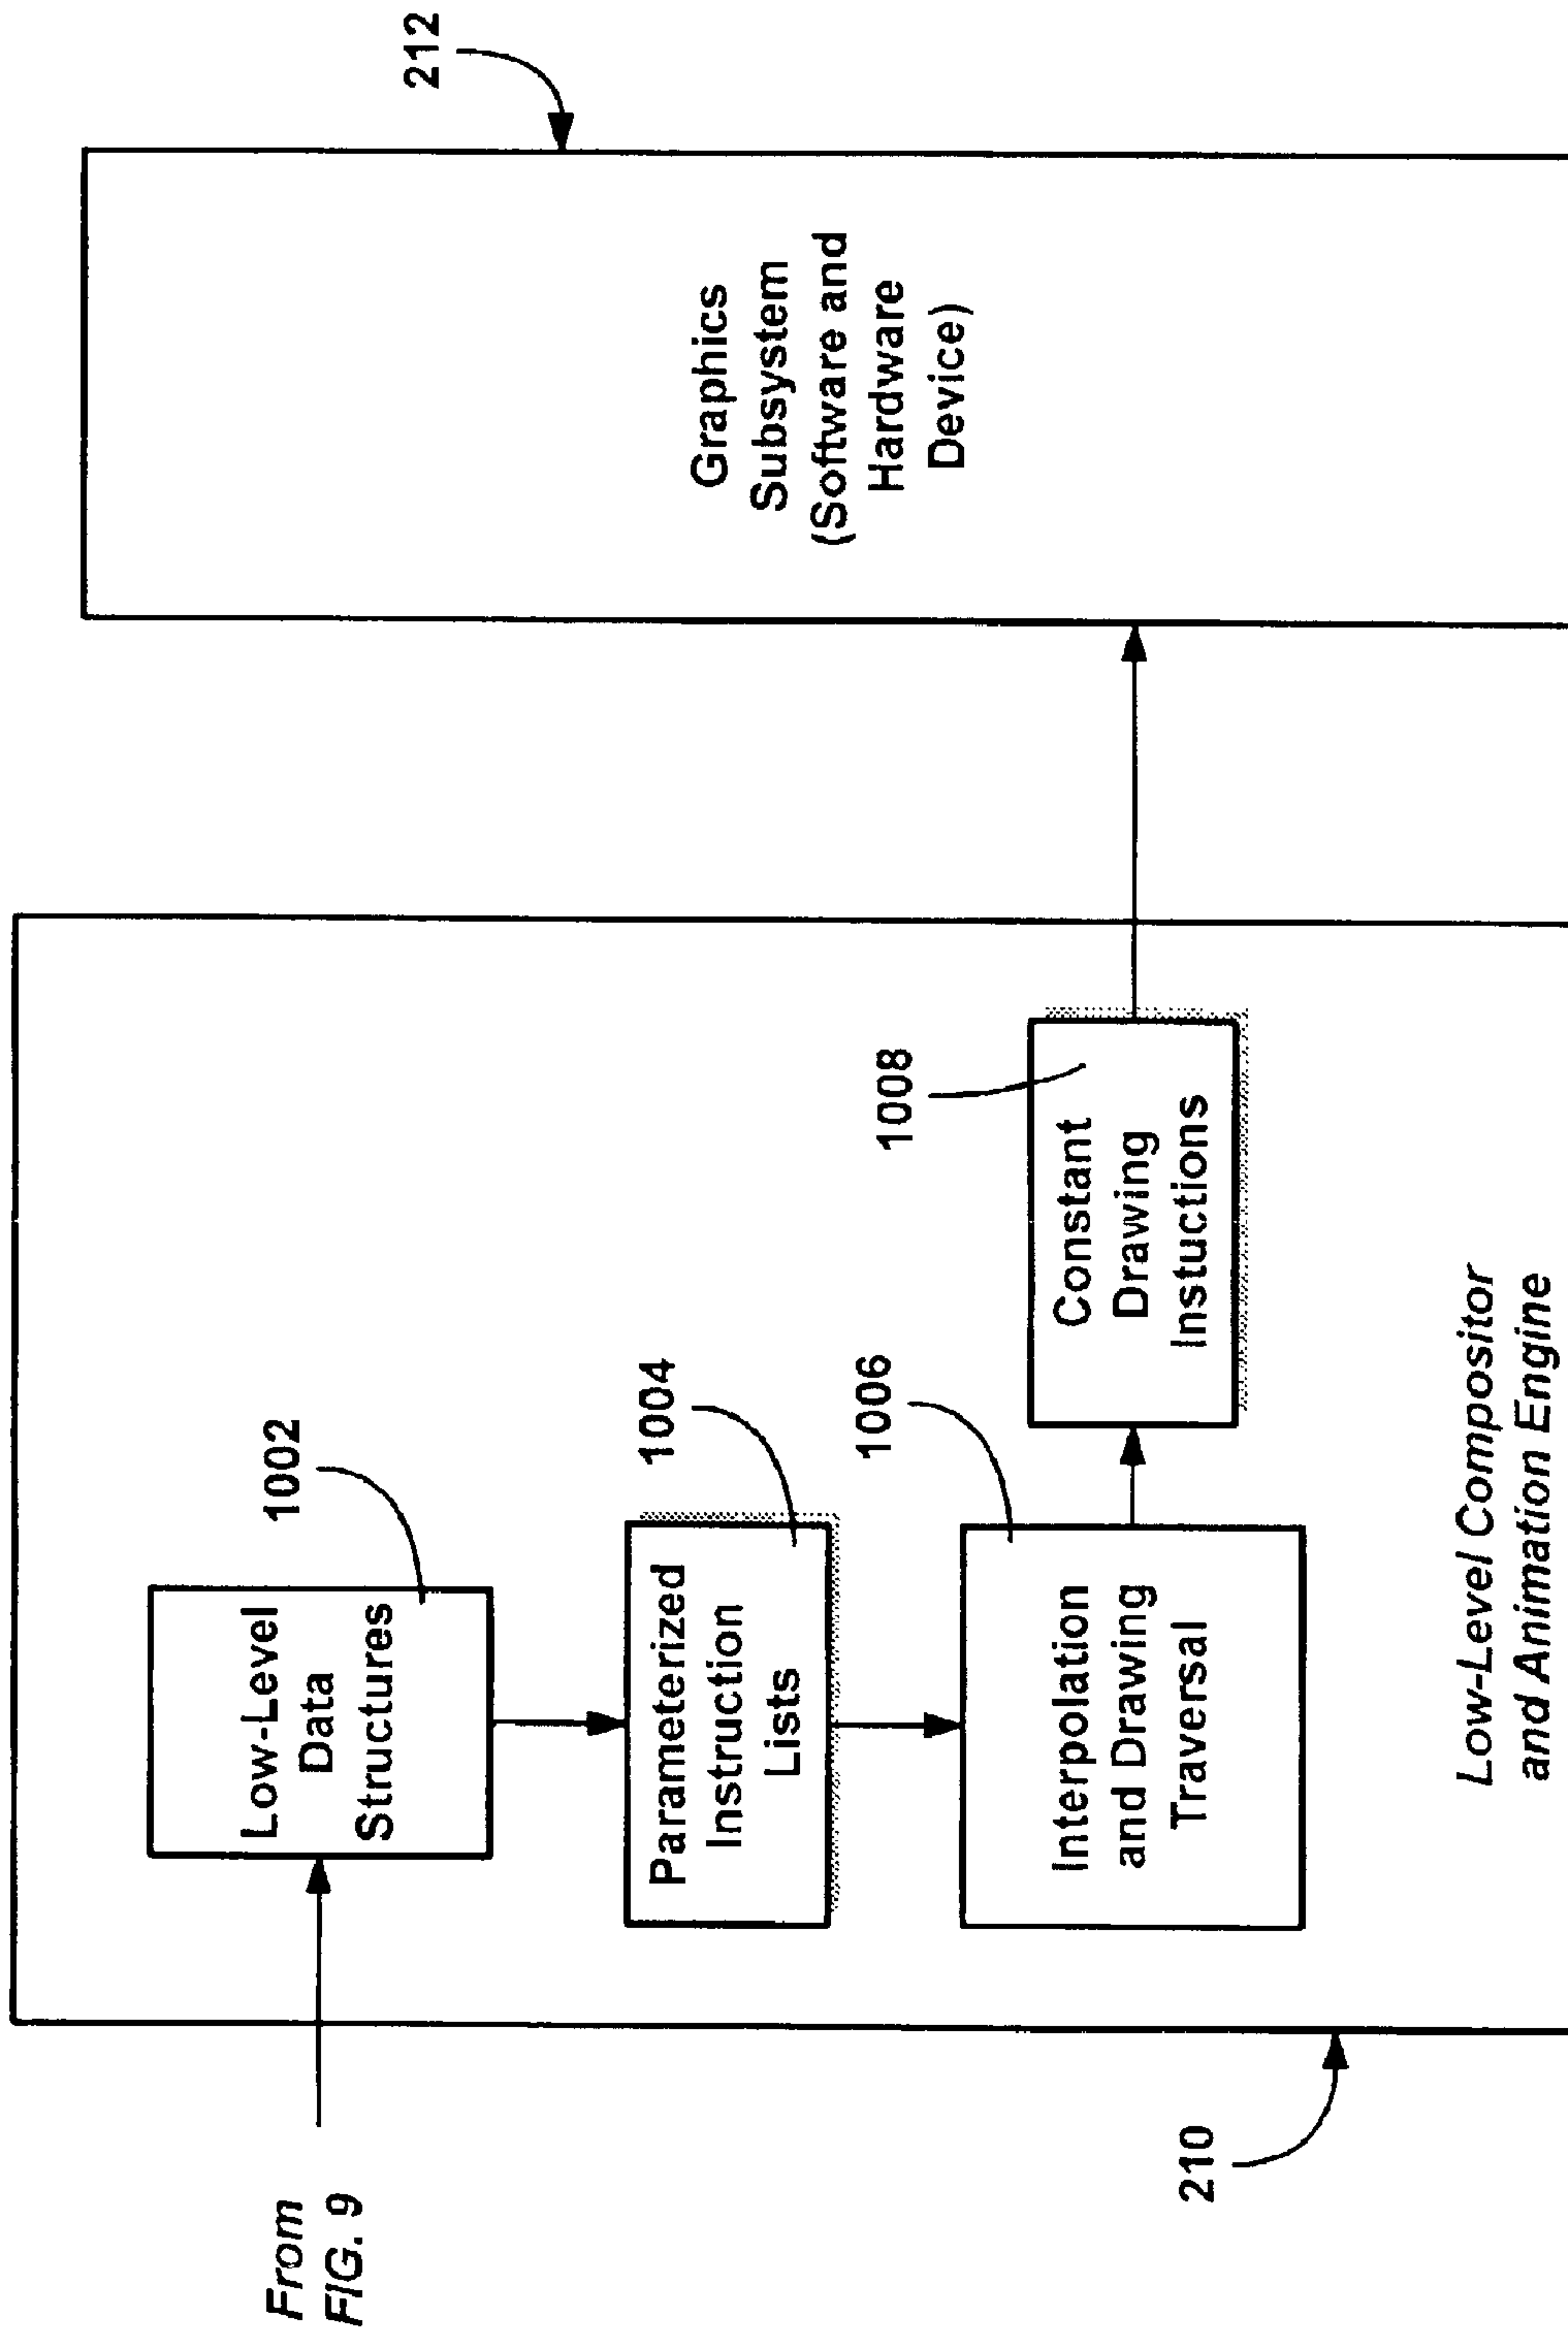 From
FIG. 9
1002
Low-Level
Data
Structures
1004
Parameterized
Instruction
Lists
1006
Interpolation
and Drawing
Traversal
1008
Constant
Drawing
Instuctions
210
Low-Level Compositor
and Animation Engine
212
Graphics
Subsystem
(Software and
Hardware
Device)